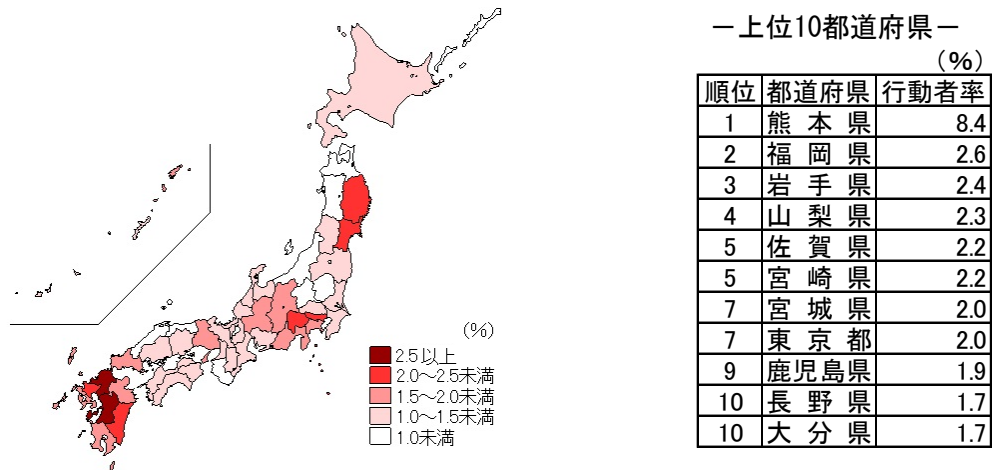 －上位10都道府県－
（%）
順位 都道府県 行動者率
1 熊本県 8.4
2 福岡県 2.6
3 岩手県 2.4
4 山梨県 2.3
5 佐賀県 2.2
5 宮崎県 2.2
7 宮城県 2.0
7 東京都 2.0
9 鹿児島県 1.9
10 長野県 1.7
10 大分県 1.7
（%）
2.5以上
2.0～2.5未満
1.5～2.0未満
1.0～1.5未満
1.0未満